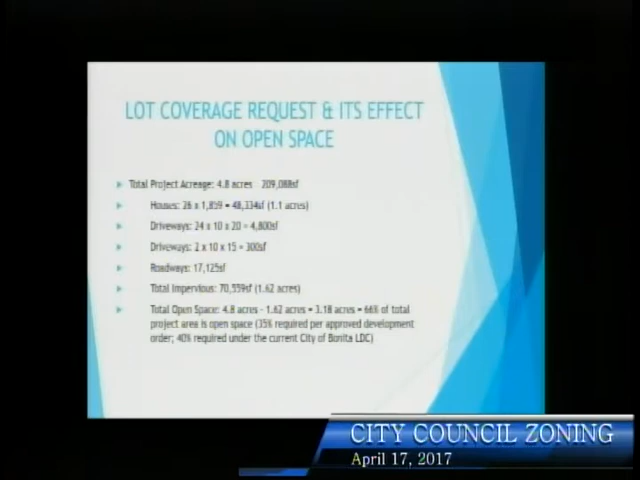 LOT COVERAGE REQUEST & ITS EFFECT
ON OPEN SPACE
Total Project Acreage: 4.8 acres - 209,088sf
Houses: 26 x 1,859 = 48,334sf (1.1 acres)
Driveways: 24 x 10 x 20 = 4,800sf
Driveways: 2 x 10 x 15 = 300sf
Roadways: 17,125sf
Total Impervious: 70,559sf (1.62 acres)
Total Open Space: 4.8 acres - 1.62 acres = 3.18 acres = 66% of total
project area is open space (35% required per approved development
order; 40% required under the current City of Bonita LDC)
CITY COUNCIL ZONING
April 17, 2017